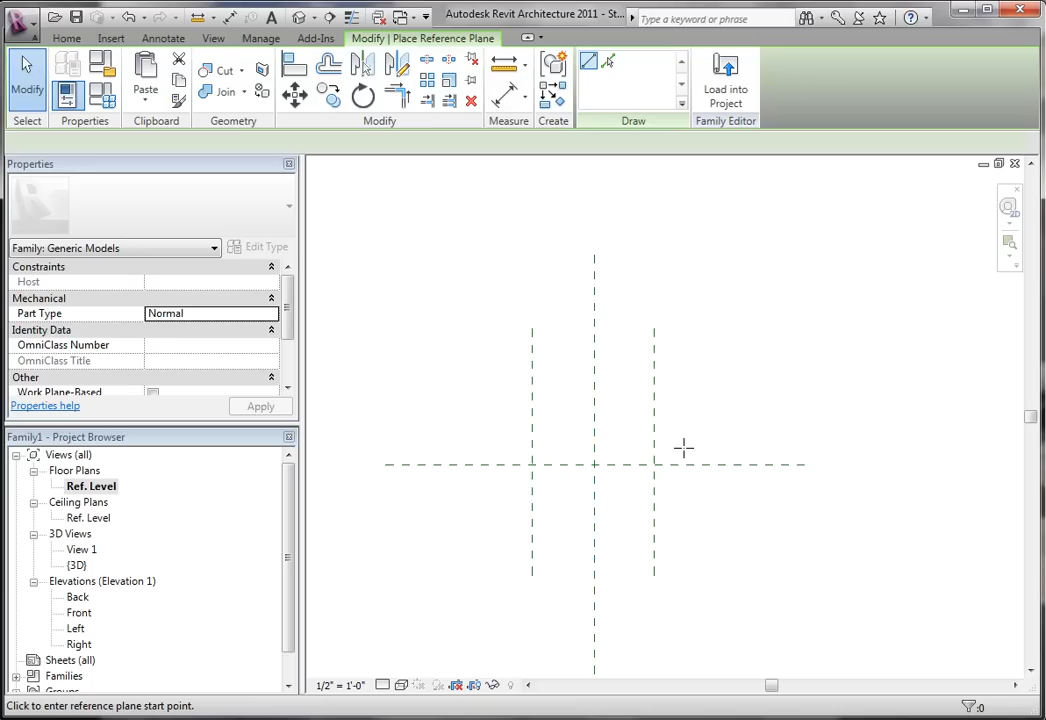 Autodesk Revit Architecture 2011 - St...
Type a keyword or phrase
Home Insert Annotate View Manage Add-Ins Modify | Place Reference Plane
Modify
Paste
Cut
Join
Load into
Project
Select Properties Clipboard Geometry Modify Measure Create Draw Family Editor
Properties
Family: Generic Models
Edit Type
Constraints
Host
Mechanical
Part Type Normal
Identity Data
OmniClass Number
OmniClass Title
Other
Work Plane-Based
Properties help
Apply
Family1 - Project Browser
Views (all)
Floor Plans
Ref. Level
Ceiling Plans
Ref. Level
3D Views
View 1
{3D}
Elevations (Elevation 1)
Back
Front
Left
Right
Sheets (all)
Families
Groups
2D
1/2" = 1'-0"
Click to enter reference plane start point.
:0